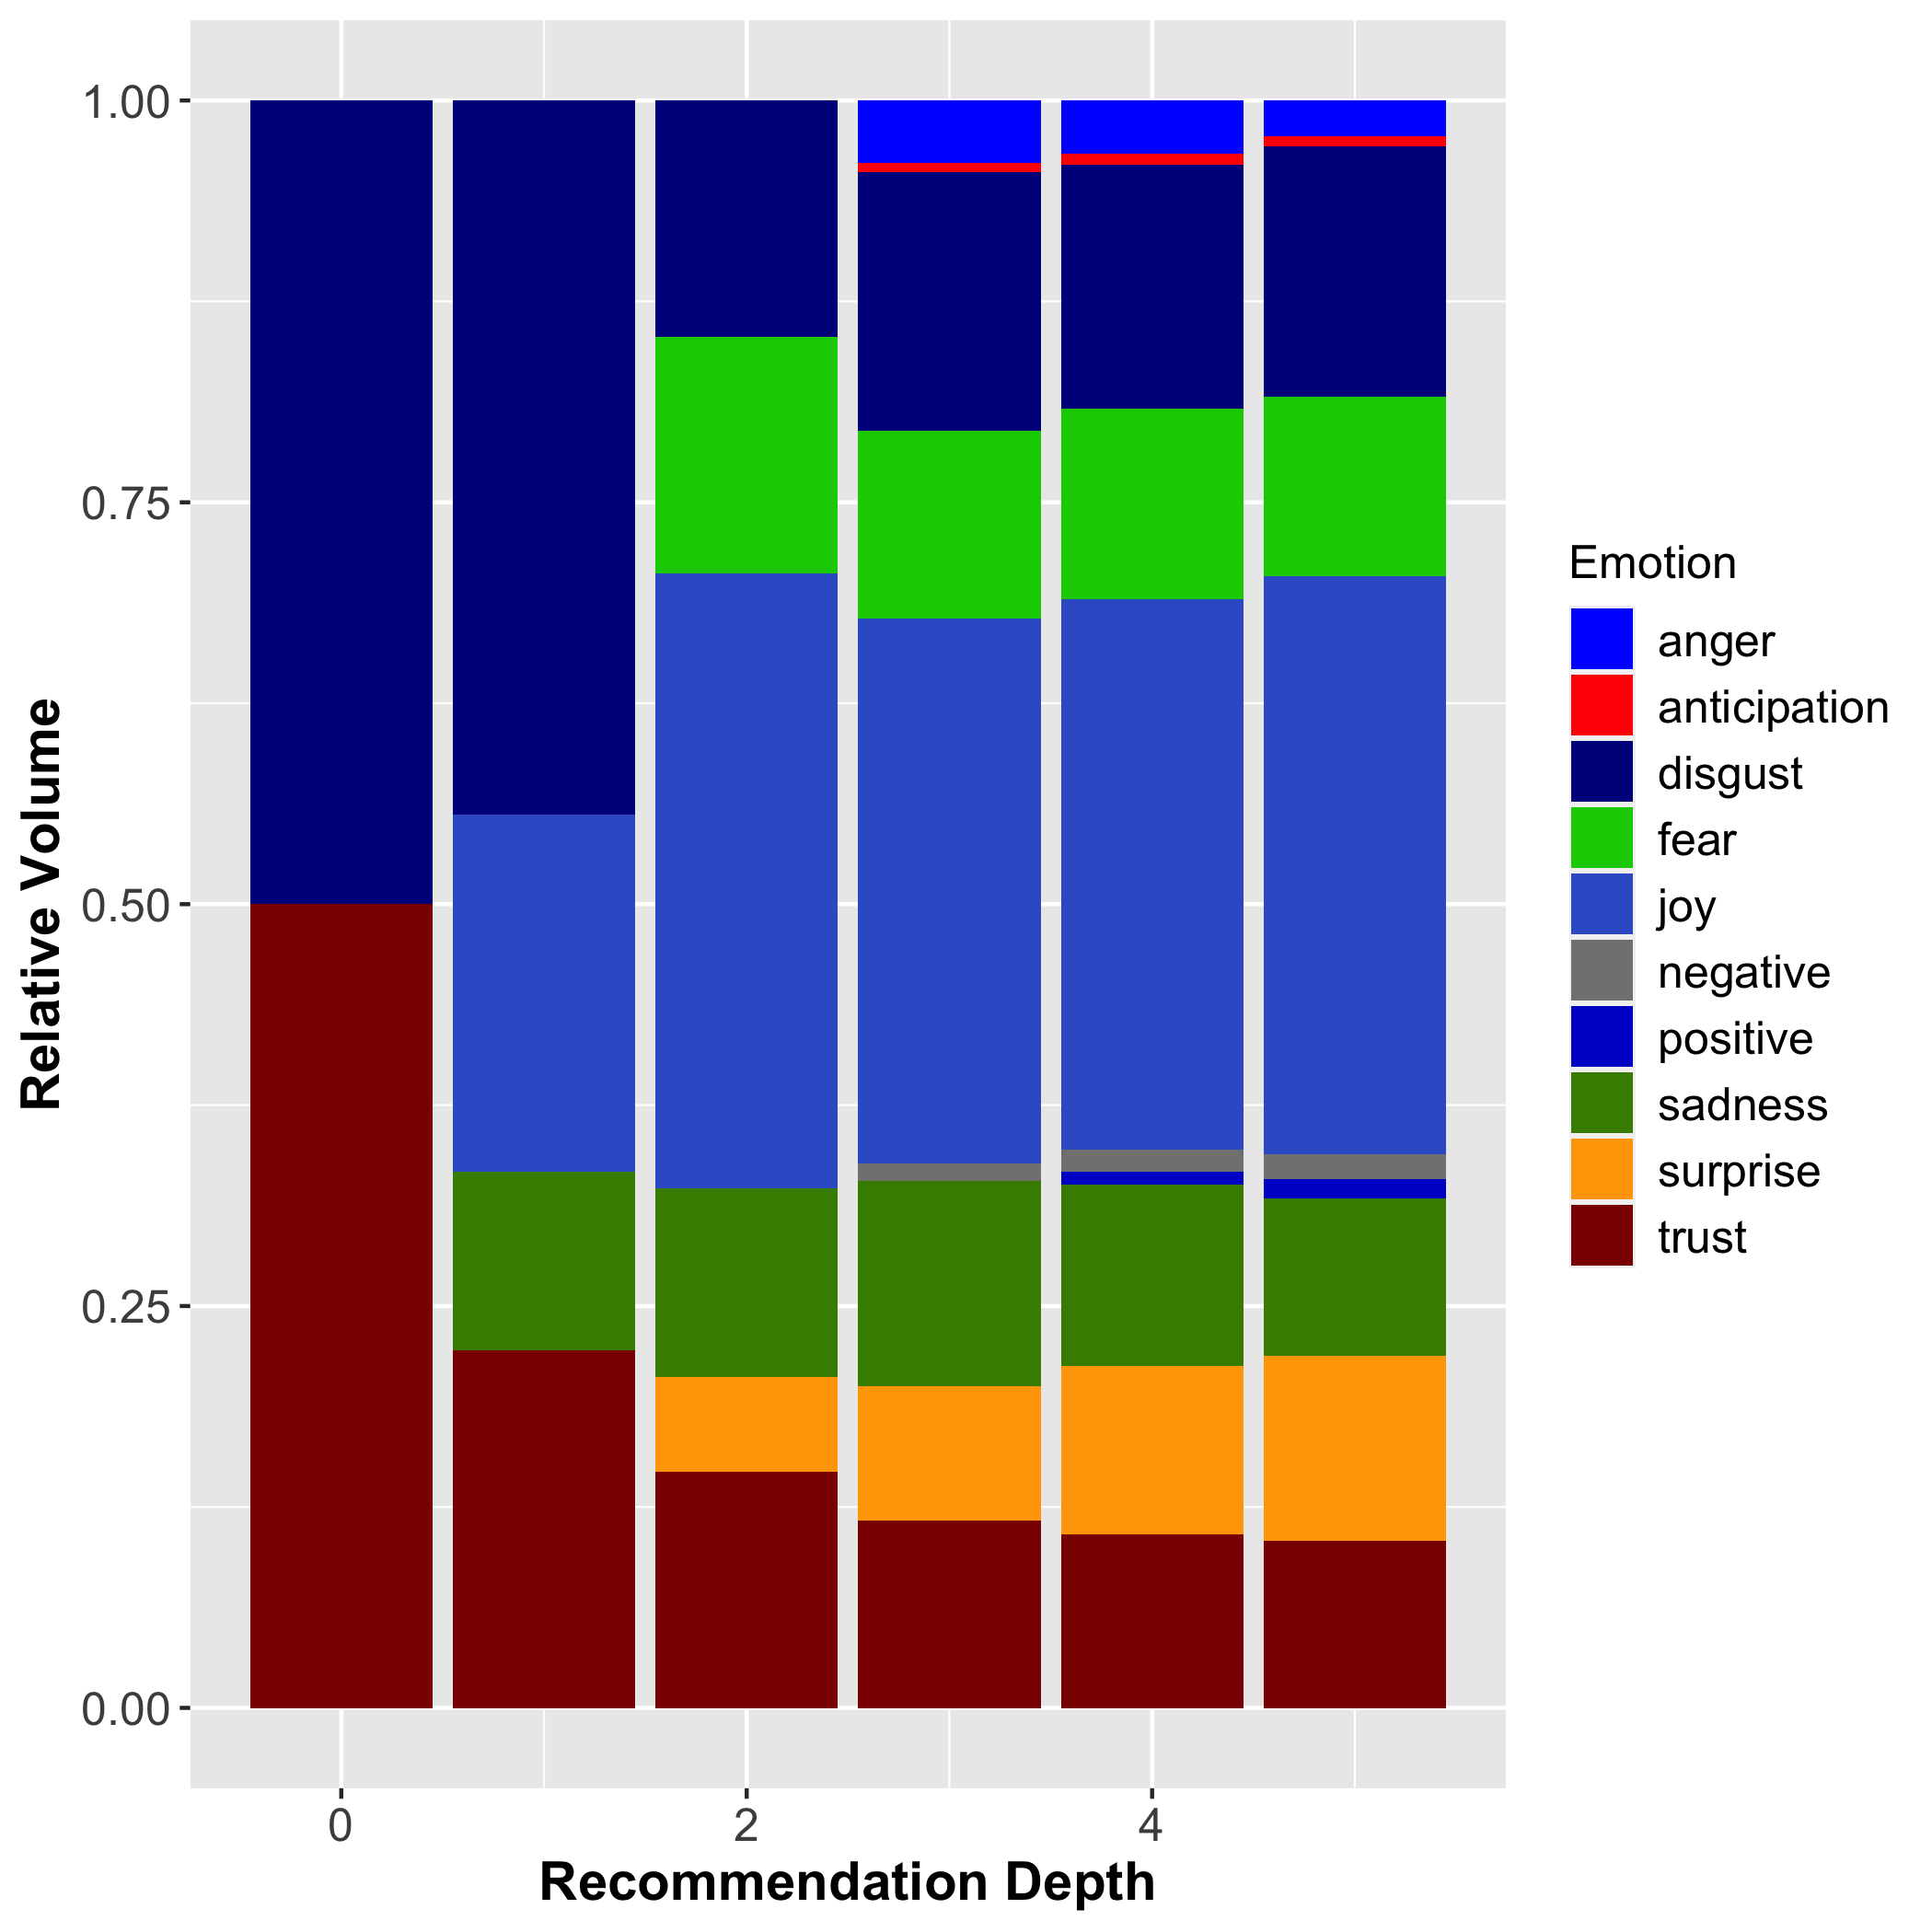 1.00
0.75
0.50
0.25
0.00
Relative Volume
0
2
4
Recommendation Depth
Emotion
anger
anticipation
disgust
fear
joy
negative
positive
sadness
surprise
trust